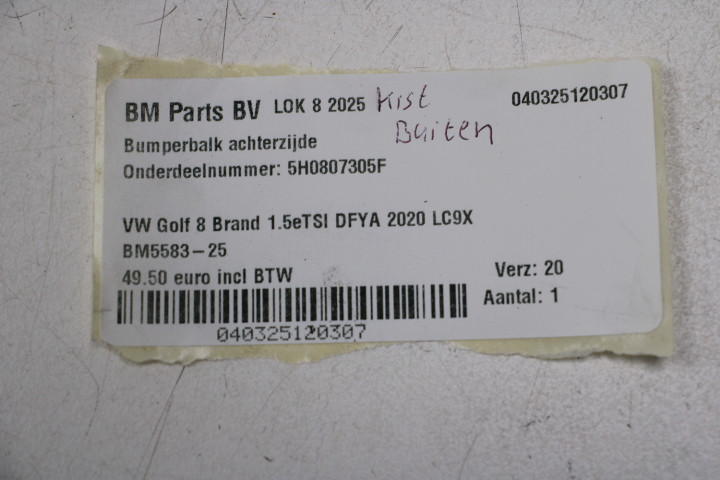 BM Parts BV LOK 8 2025 Kist 040325120307
Buiten
Bumperbalk achterzijde
Onderdeelnummer: 5H0807305F
VW Golf 8 Brand 1.5eTSI DFYA 2020 LC9X
BM5583-25
49.50 euro incl BTW
Verz: 20
Aantal: 1
040325120307